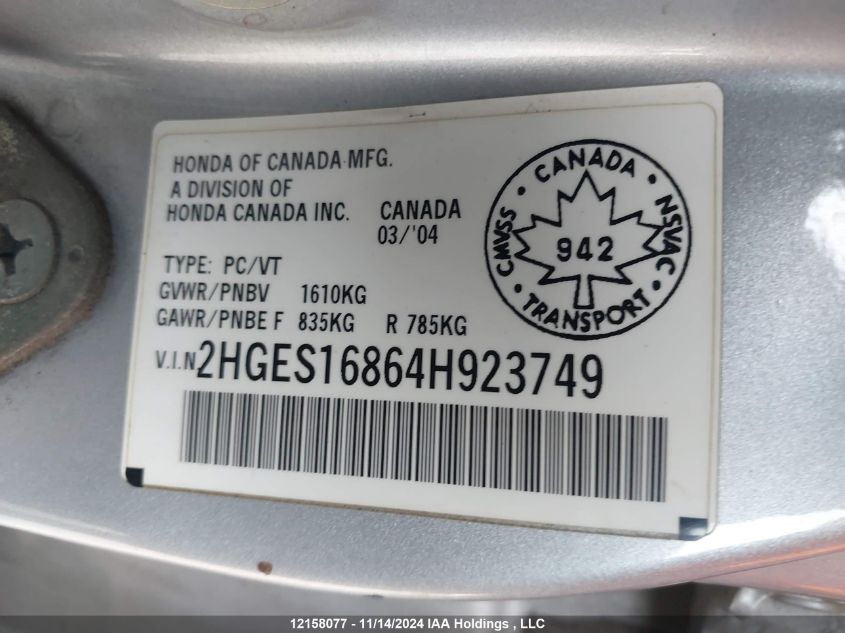 HONDA OF CANADA MFG.
A DIVISION OF
HONDA CANADA INC. CANADA
03/'04
TYPE: PC/VT
GVWR/PNBV 1610KG
GAWR/PNBE F 835KG R 785KG
V.I.N. 2HGES16864H923749
• CANADA •
CMVSS
942
NSVAC
• TRANSPORT •
12158077 - 11/14/2024 IAA Holdings , LLC